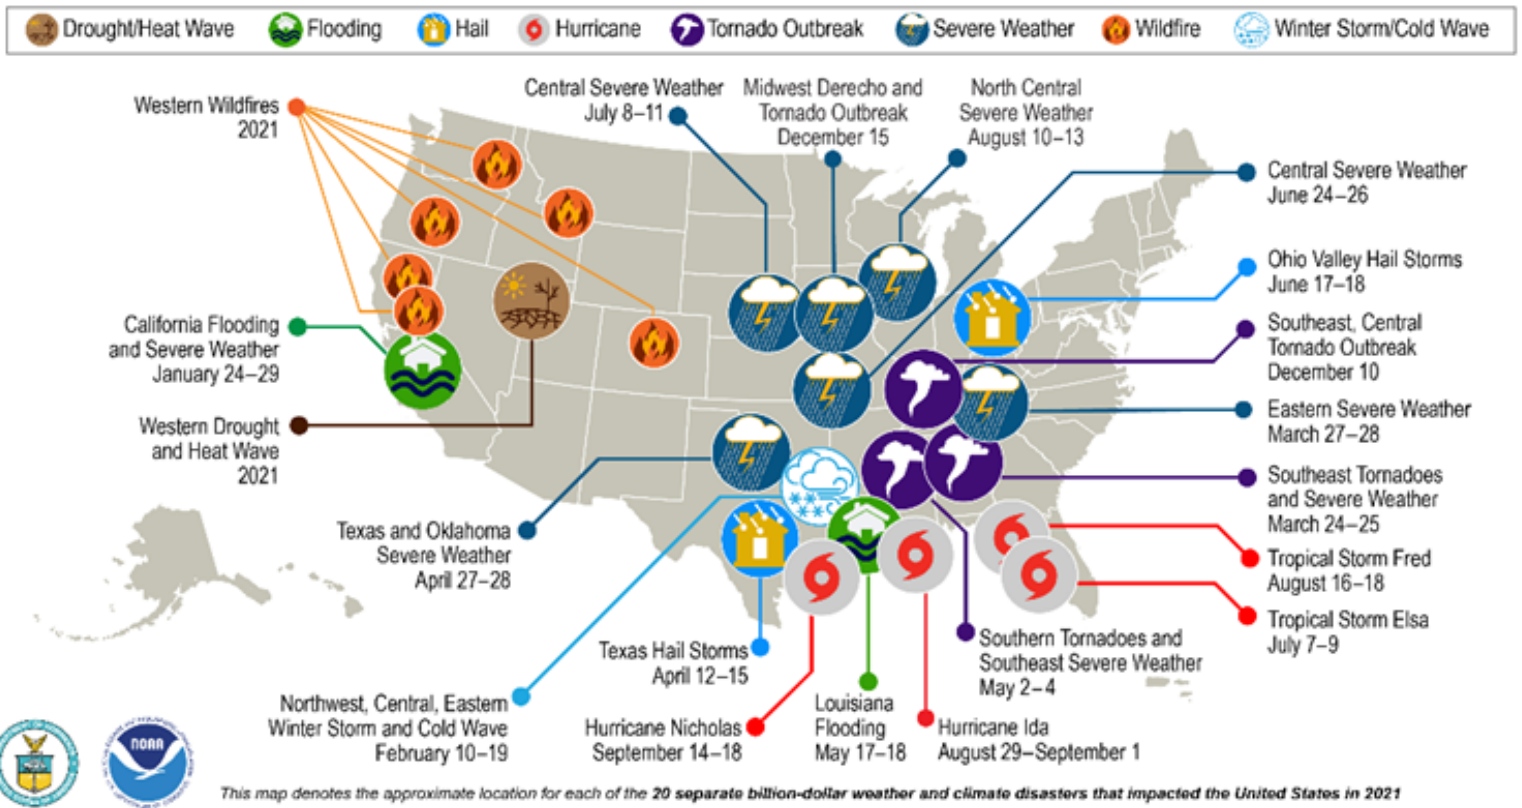 Drought/Heat Wave Flooding Hail Hurricane Tornado Outbreak Severe Weather Wildfire Winter Storm/Cold Wave
Western Wildfires
2021
Central Severe Weather
July 8–11
Midwest Derecho and
Tornado Outbreak
December 15
North Central
Severe Weather
August 10–13
Central Severe Weather
June 24–26
Ohio Valley Hail Storms
June 17–18
California Flooding
and Severe Weather
January 24–29
Southeast, Central
Tornado Outbreak
December 10
Western Drought
and Heat Wave
2021
Eastern Severe Weather
March 27–28
Southeast Tornadoes
and Severe Weather
March 24–25
Texas and Oklahoma
Severe Weather
April 27–28
Tropical Storm Fred
August 16–18
Tropical Storm Elsa
July 7–9
Texas Hail Storms
April 12–15
Southern Tornadoes and
Southeast Severe Weather
May 2–4
Northwest, Central, Eastern
Winter Storm and Cold Wave
February 10–19
Hurricane Nicholas
September 14–18
Louisiana
Flooding
May 17–18
Hurricane Ida
August 29–September 1
NOAA
This map denotes the approximate location for each of the 20 separate billion-dollar weather and climate disasters that impacted the United States in 2021